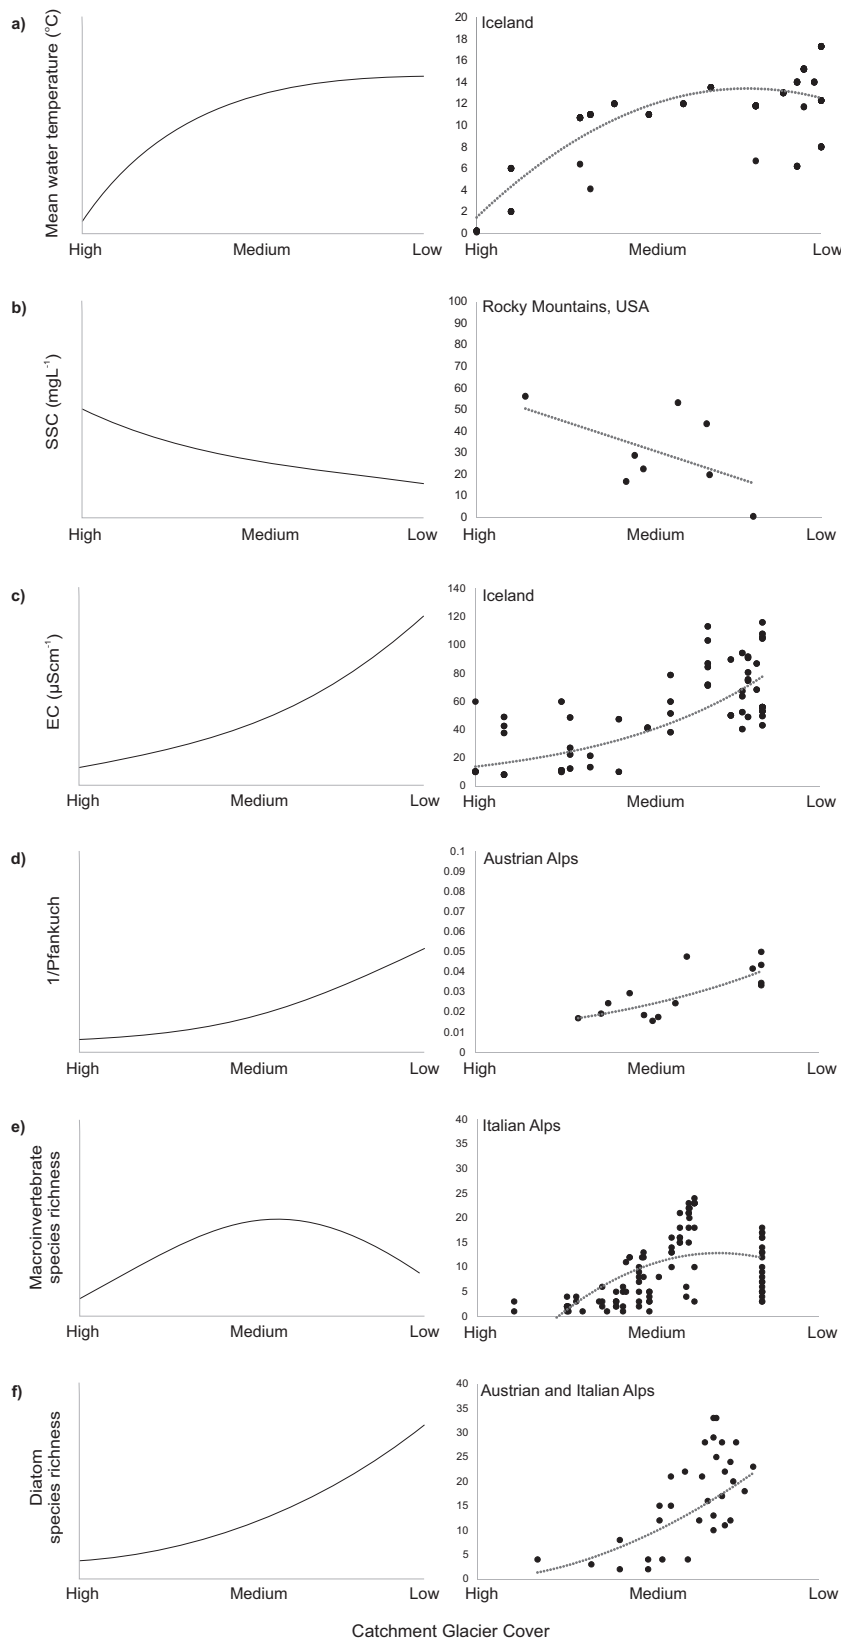 a)
Mean water temperature (°C)
High
Medium
Low
Iceland
20
18
16
14
12
10
8
6
4
2
0
High
Medium
Low
b)
SSC (mgL⁻¹)
High
Medium
Low
Rocky Mountains, USA
100
90
80
70
60
50
40
30
20
10
0
High
Medium
Low
c)
EC (µScm⁻¹)
High
Medium
Low
Iceland
140
120
100
80
60
40
20
0
High
Medium
Low
d)
1/Pfankuch
High
Medium
Low
Austrian Alps
0.1
0.09
0.08
0.07
0.06
0.05
0.04
0.03
0.02
0.01
0
High
Medium
Low
e)
Macroinvertebrate
species richness
High
Medium
Low
Italian Alps
40
35
30
25
20
15
10
5
0
High
Medium
Low
f)
Diatom
species richness
High
Medium
Low
Austrian and Italian Alps
40
35
30
25
20
15
10
5
0
High
Medium
Low
Catchment Glacier Cover